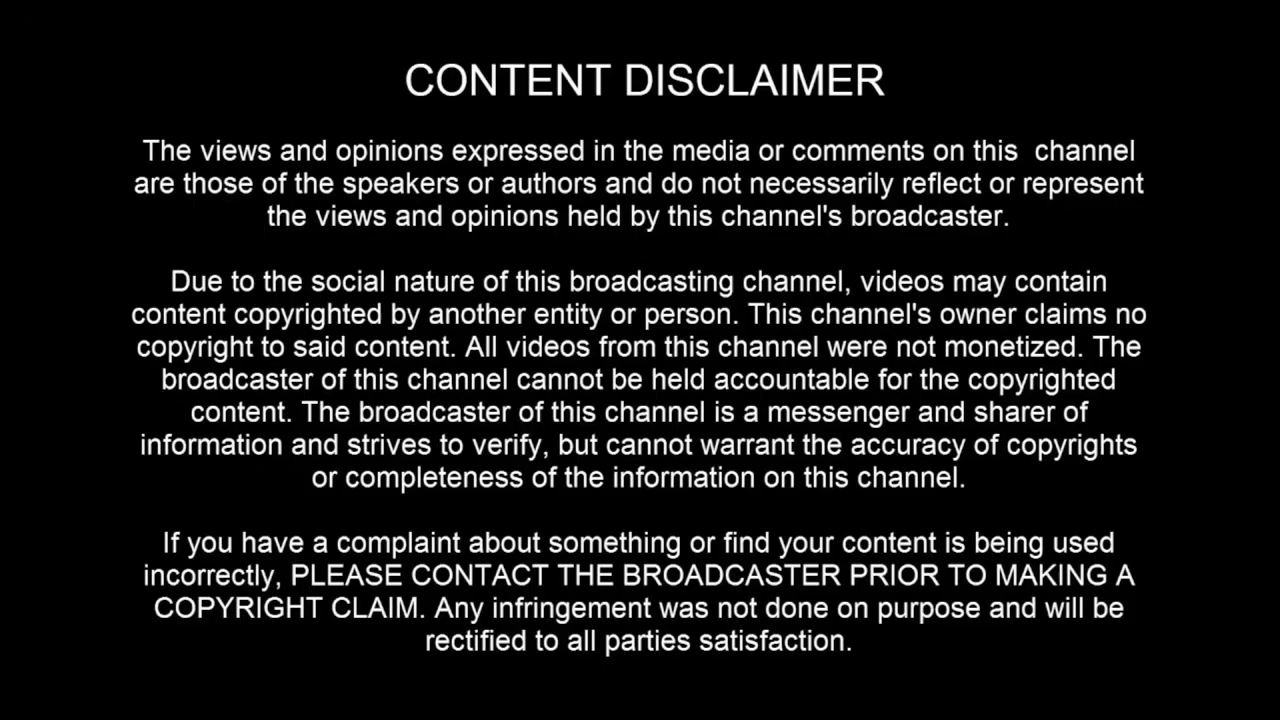 CONTENT DISCLAIMER
The views and opinions expressed in the media or comments on this channel
are those of the speakers or authors and do not necessarily reflect or represent
the views and opinions held by this channel's broadcaster.
Due to the social nature of this broadcasting channel, videos may contain
content copyrighted by another entity or person. This channel's owner claims no
copyright to said content. All videos from this channel were not monetized. The
broadcaster of this channel cannot be held accountable for the copyrighted
content. The broadcaster of this channel is a messenger and sharer of
information and strives to verify, but cannot warrant the accuracy of copyrights
or completeness of the information on this channel.
If you have a complaint about something or find your content is being used
incorrectly, PLEASE CONTACT THE BROADCASTER PRIOR TO MAKING A
COPYRIGHT CLAIM. Any infringement was not done on purpose and will be
rectified to all parties satisfaction.